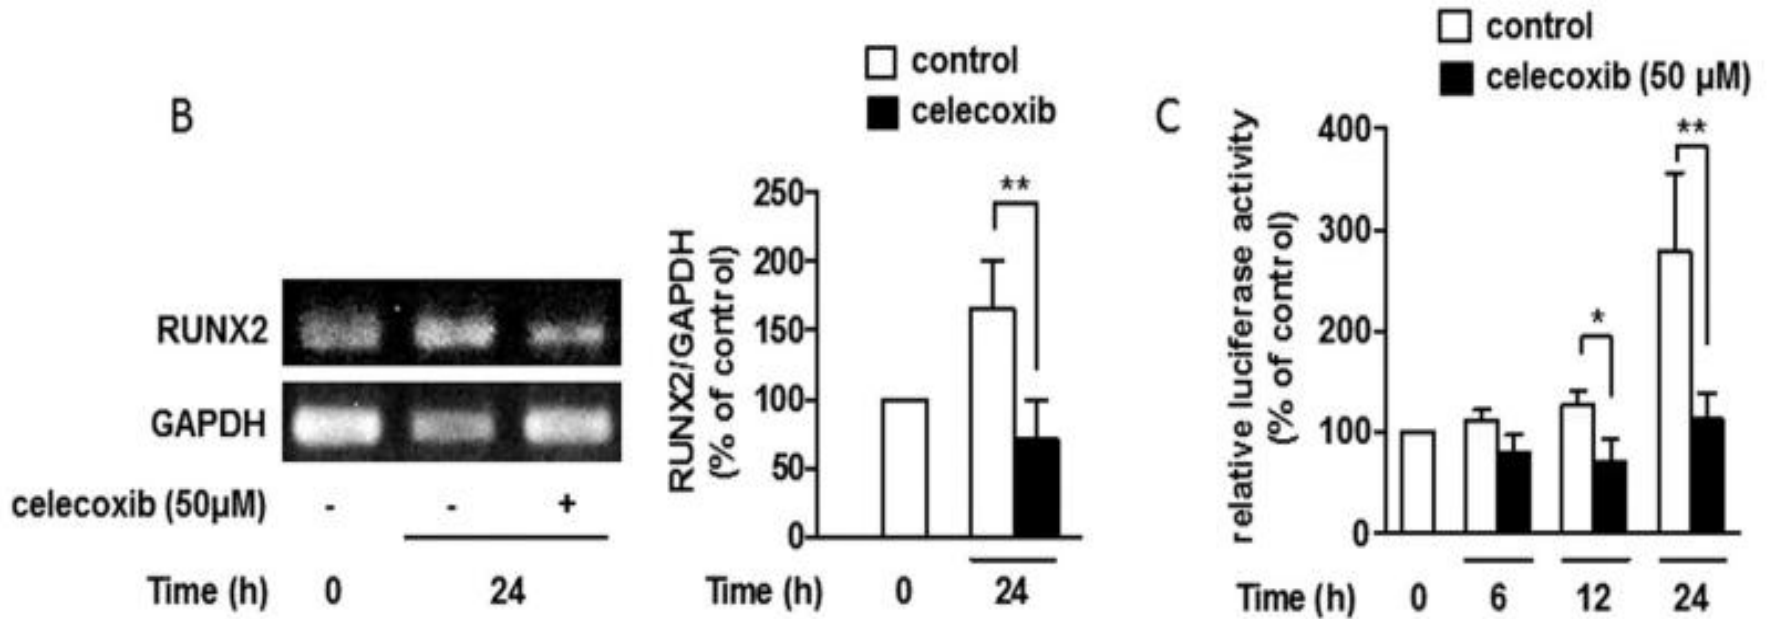 B
RUNX2
GAPDH
celecoxib (50µM)
- - +
Time (h) 0 24
control
celecoxib
RUNX2/GAPDH
(% of control)
250
200
150
100
50
0
**
Time (h) 0 24
C
control
celecoxib (50 µM)
relative luciferase activity
(% of control)
400
300
200
100
0
*
**
Time (h) 0 6 12 24